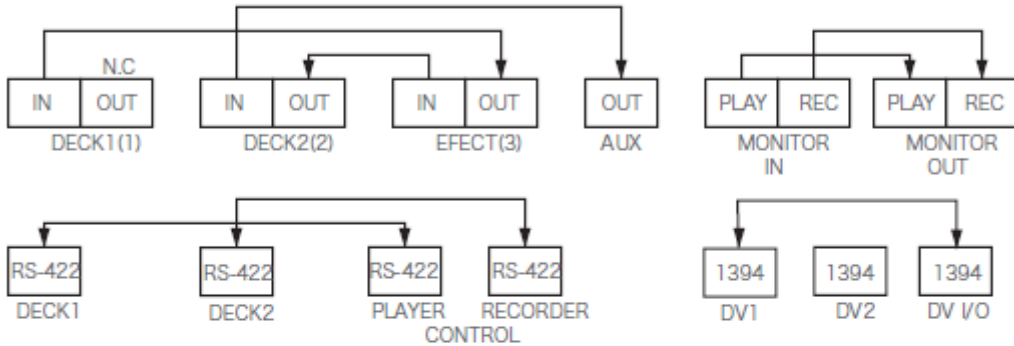 N.C
IN OUT IN OUT IN OUT OUT PLAY REC PLAY REC
DECK1(1) DECK2(2) EFECT(3) AUX MONITOR MONITOR
IN OUT
RS-422 RS-422 RS-422 RS-422 1394 1394 1394
DECK1 DECK2 PLAYER RECORDER DV1 DV2 DV I/O
CONTROL